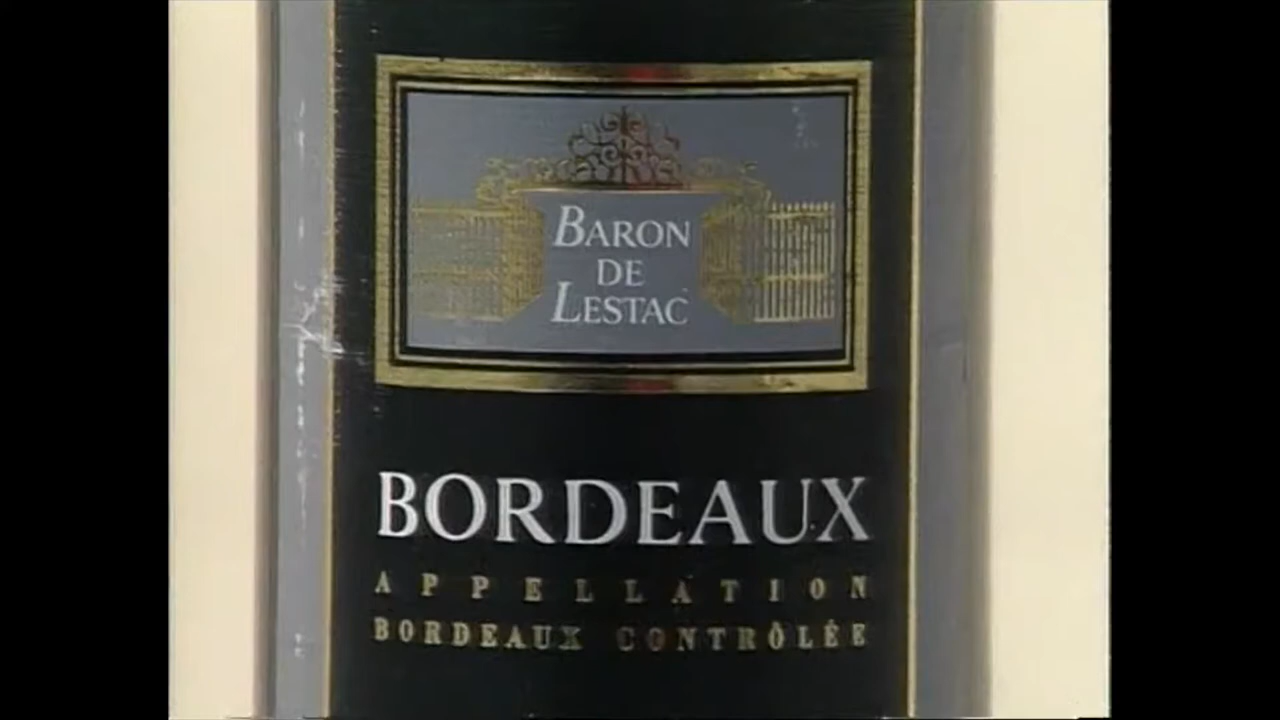 BARON
DE
LESTAC
BORDEAUX
APPELLATION
BORDEAUX CONTRÔLÉE